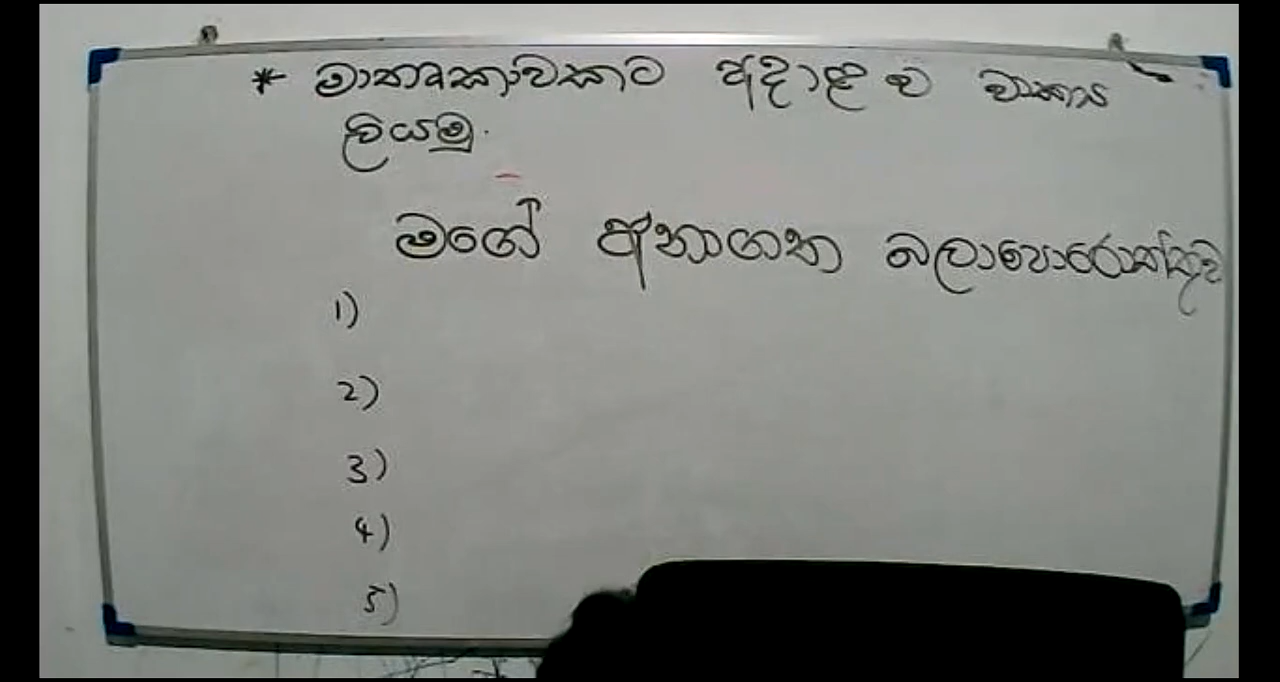 * මාතෘකාවකට අදාළ ව වාක්‍ය
ලියමු.
මගේ අනාගත බලාපොරොත්තුව
1)
2)
3)
4)
5)